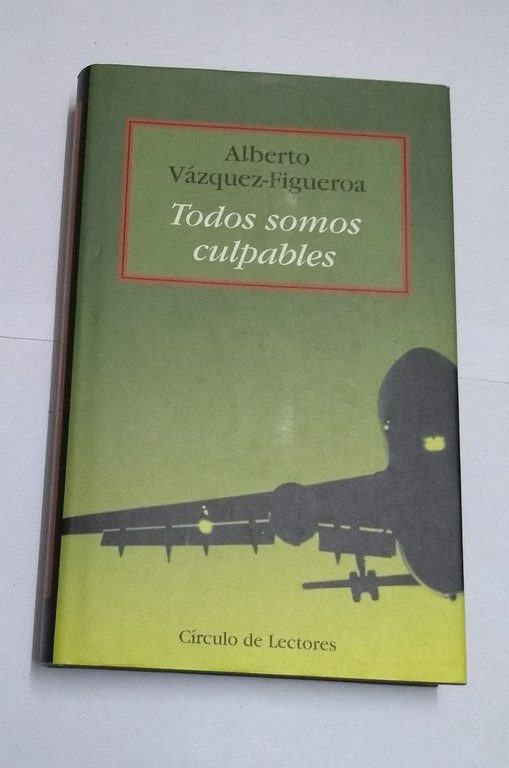 Alberto
Vázquez-Figueroa
Todos somos
culpables
Círculo de Lectores